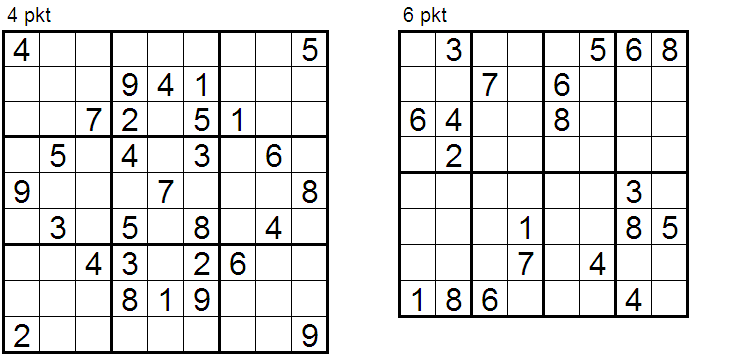 4 pkt
4 5
9 4 1
7 2 5 1
5 4 3 6
9 7 8
3 5 8 4
4 3 2 6
8 1 9
2 9
6 pkt
3 5 6 8
7 6
6 4 8
2
3
1 8 5
7 4
1 8 6 4